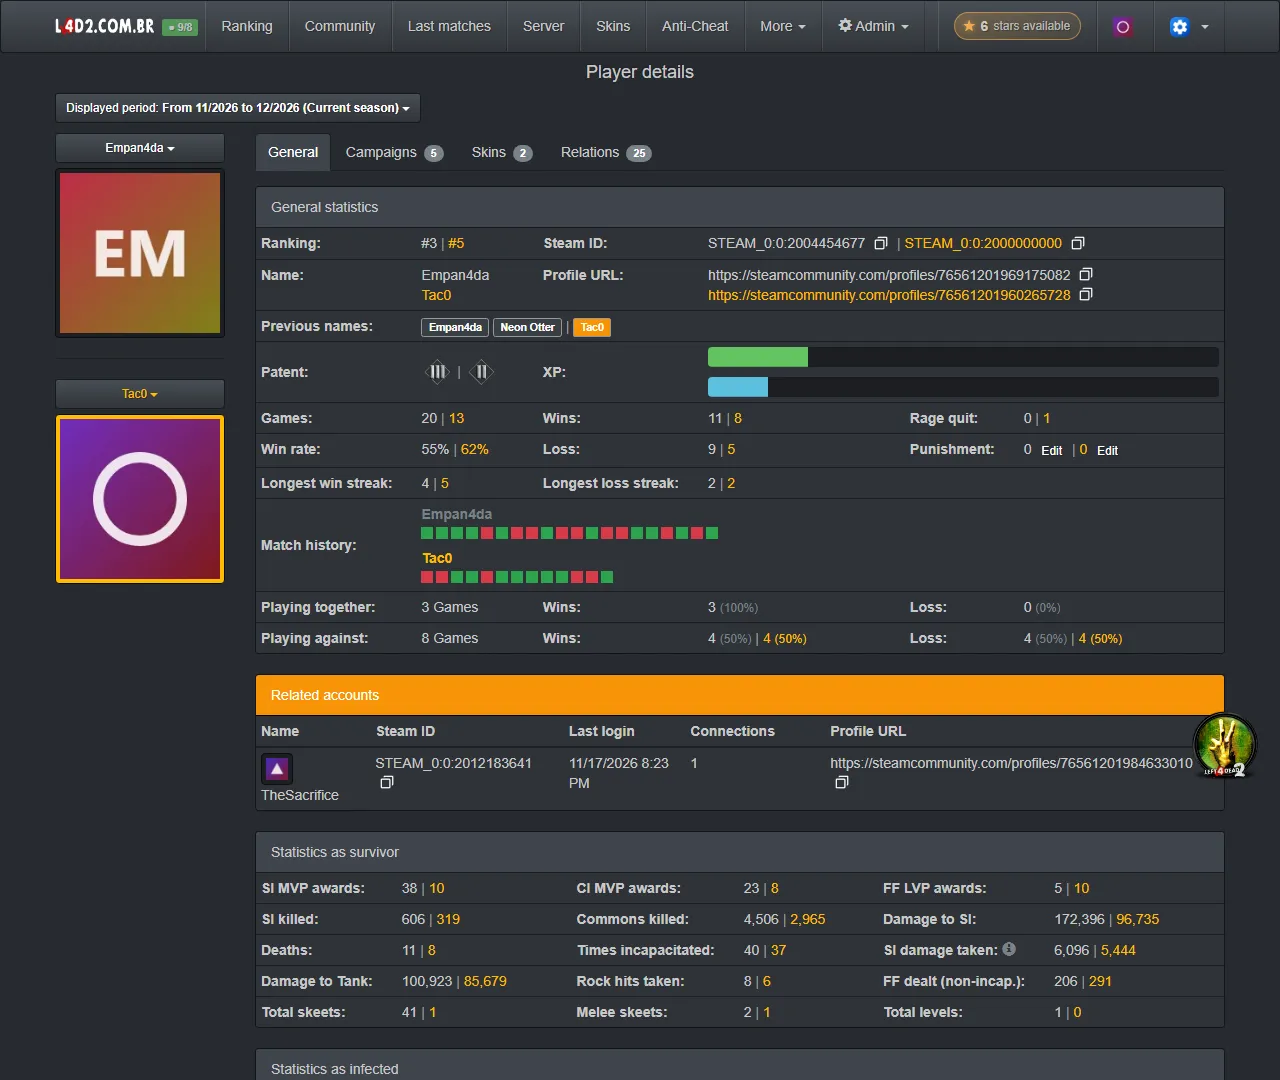 L4D2.COM.BR 9/8 Ranking Community Last matches Server Skins Anti-Cheat More Admin 6 stars available
Player details
Displayed period: From 11/2026 to 12/2026 (Current season)
Empan4da
EM
Tac0
General Campaigns 5 Skins 2 Relations 25
General statistics
Ranking: #3 | #5 Steam ID: STEAM_0:0:2004454677 | STEAM_0:0:2000000000
Name: Empan4da Profile URL: https://steamcommunity.com/profiles/76561201969175082
Tac0 https://steamcommunity.com/profiles/76561201960265728
Previous names: Empan4da Neon Otter | Tac0
Patent: | XP:
Games: 20 | 13 Wins: 11 | 8 Rage quit: 0 | 1
Win rate: 55% | 62% Loss: 9 | 5 Punishment: 0 Edit | 0 Edit
Longest win streak: 4 | 5 Longest loss streak: 2 | 2
Match history: Empan4da
Tac0
Playing together: 3 Games Wins: 3 (100%) Loss: 0 (0%)
Playing against: 8 Games Wins: 4 (50%) | 4 (50%) Loss: 4 (50%) | 4 (50%)
Related accounts
Name Steam ID Last login Connections Profile URL
TheSacrifice STEAM_0:0:2012183641 11/17/2026 8:23 PM 1 https://steamcommunity.com/profiles/76561201984633010
LEFT 4 DEAD 2
Statistics as survivor
SI MVP awards: 38 | 10 CI MVP awards: 23 | 8 FF LVP awards: 5 | 10
SI killed: 606 | 319 Commons killed: 4,506 | 2,965 Damage to SI: 172,396 | 96,735
Deaths: 11 | 8 Times incapacitated: 40 | 37 SI damage taken: 6,096 | 5,444
Damage to Tank: 100,923 | 85,679 Rock hits taken: 8 | 6 FF dealt (non-incap.): 206 | 291
Total skeets: 41 | 1 Melee skeets: 2 | 1 Total levels: 1 | 0
Statistics as infected